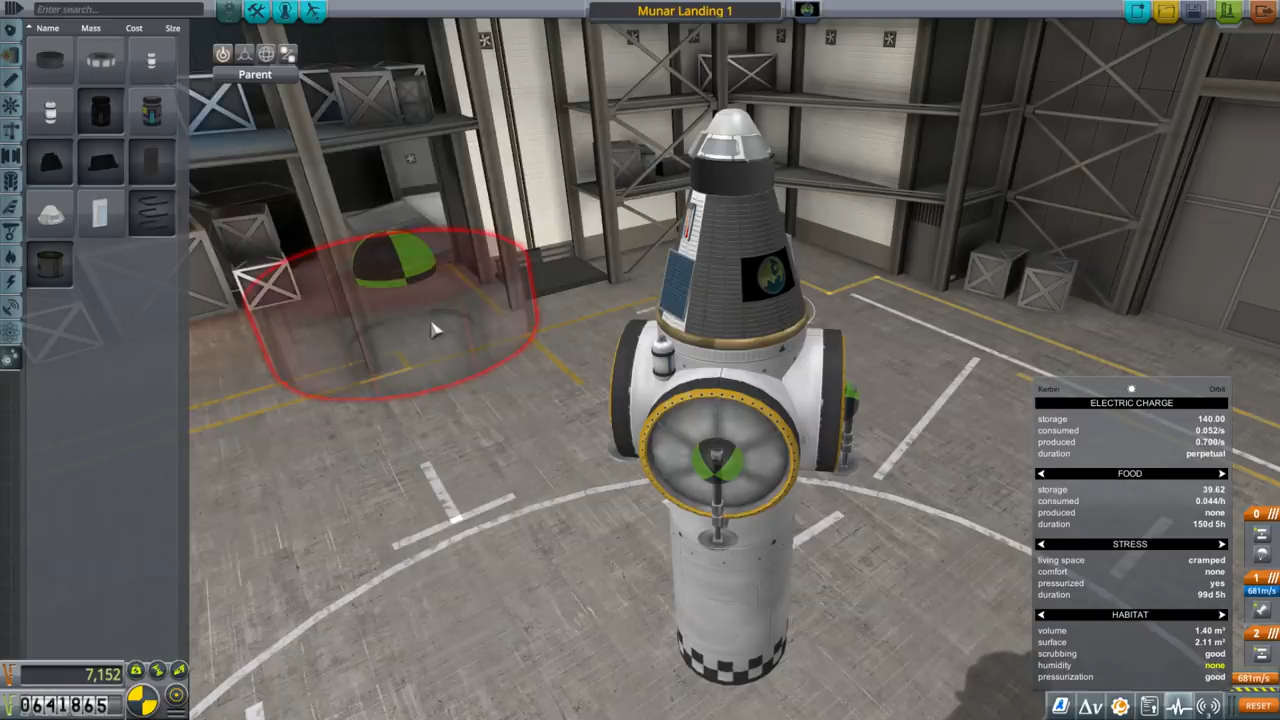 Enter search...
Munar Landing 1
Name Mass Cost Size
Parent
Kerbin Orbit
ELECTRIC CHARGE
storage 140.00
consumed 0.052/s
produced 0.700/s
duration perpetual
FOOD
storage 39.62
consumed 0.044/h
produced none
duration 150d 5h
STRESS
living space cramped
comfort none
pressurized yes
duration 99d 5h
HABITAT
volume 1.40 m³
surface 2.11 m²
scrubbing good
humidity none
pressurization good
0
1
681m/s
2
681m/s
7,152
0641865
Δv
RESET